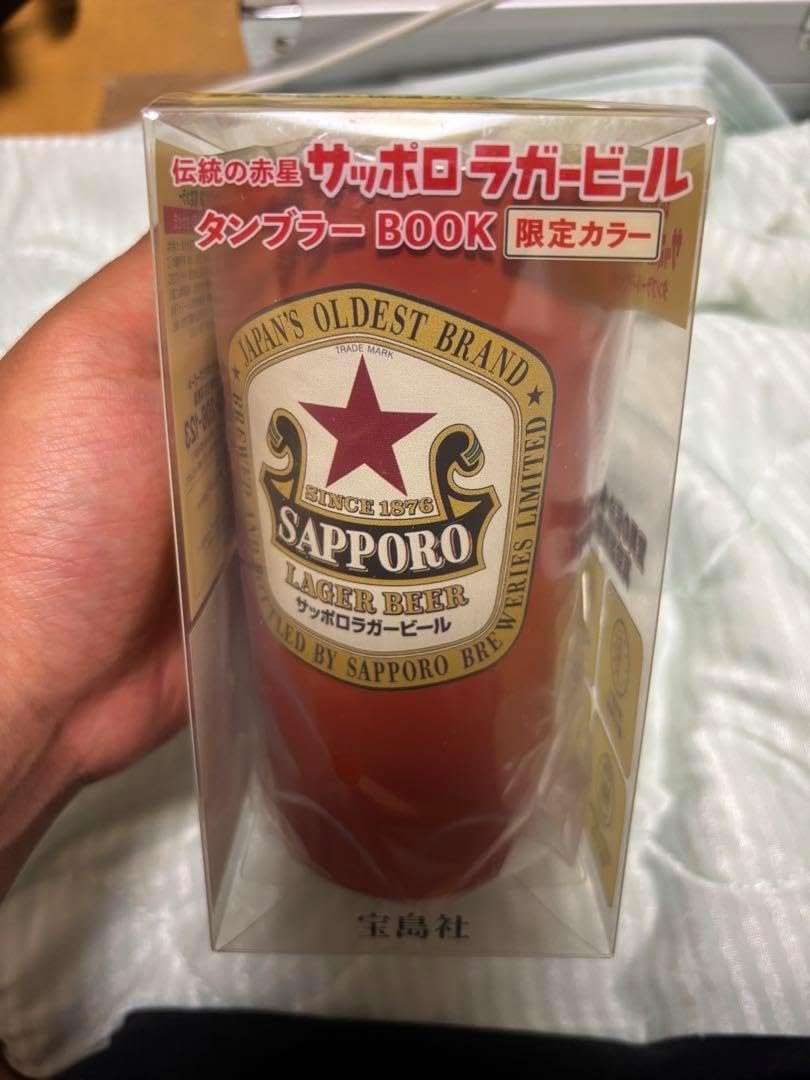 伝統の赤星 サッポロ ラガービール
タンブラー BOOK 限定カラー
★ JAPAN'S OLDEST BRAND ★
TRADE MARK
SINCE 1876
SAPPORO
LAGER BEER
サッポロラガービール
BOTTLED BY SAPPORO BREWERIES LIMITED
宝島社